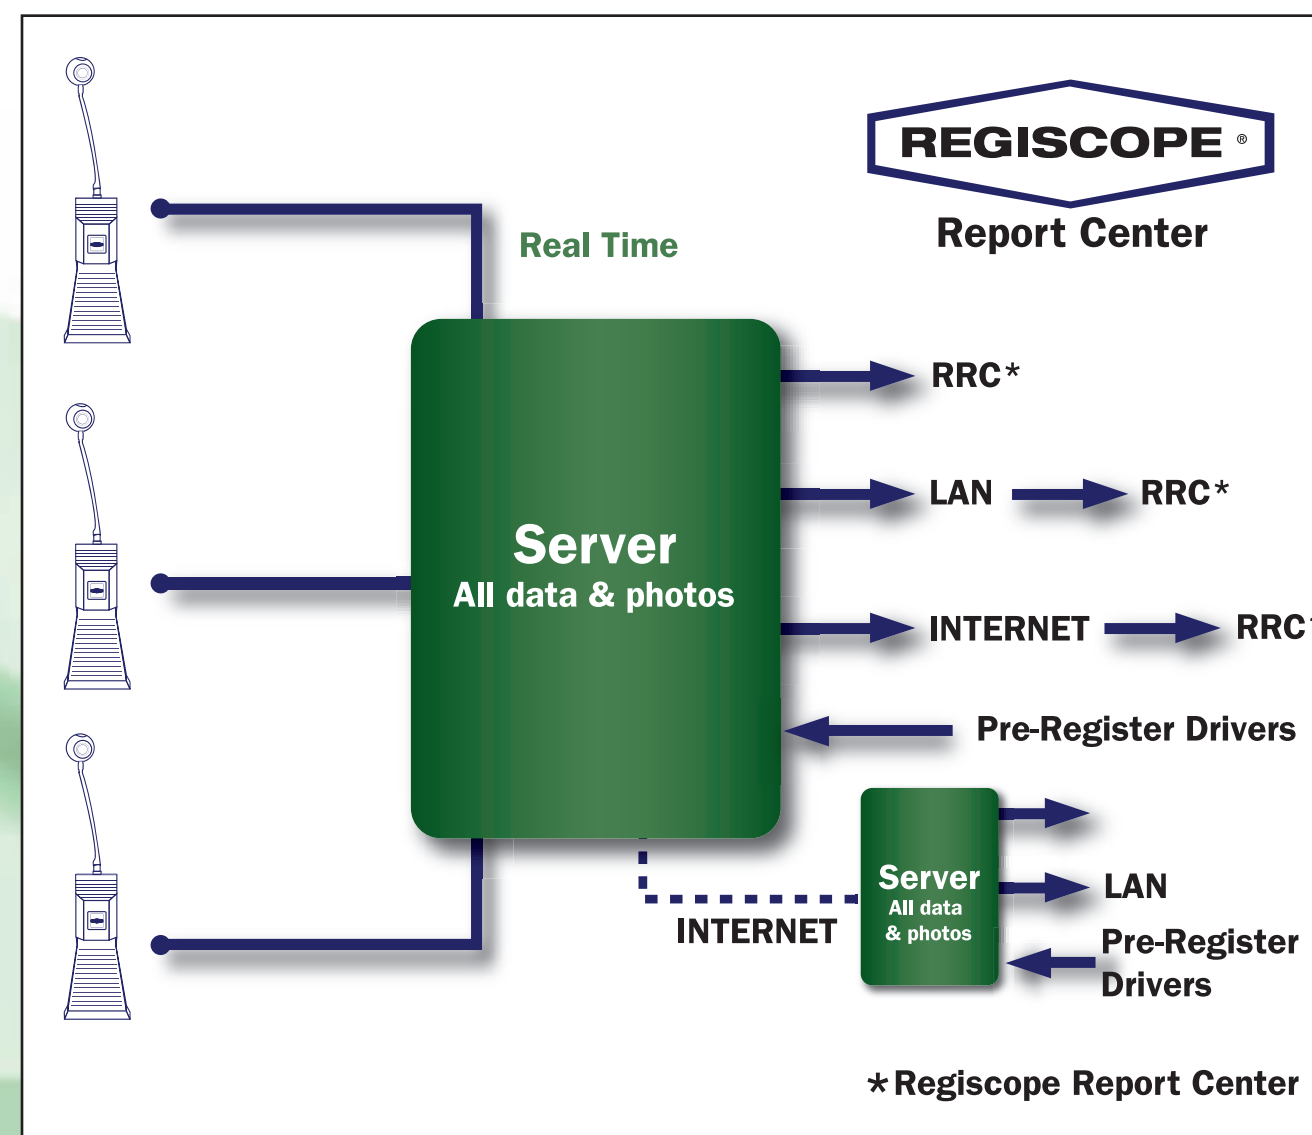 REGISCOPE ®
Report Center
Real Time
RRC*
LAN
RRC*
Server
All data & photos
INTERNET
RRC*
Pre-Register Drivers
Server
All data
& photos
LAN
INTERNET
Pre-Register
Drivers
*Regiscope Report Center